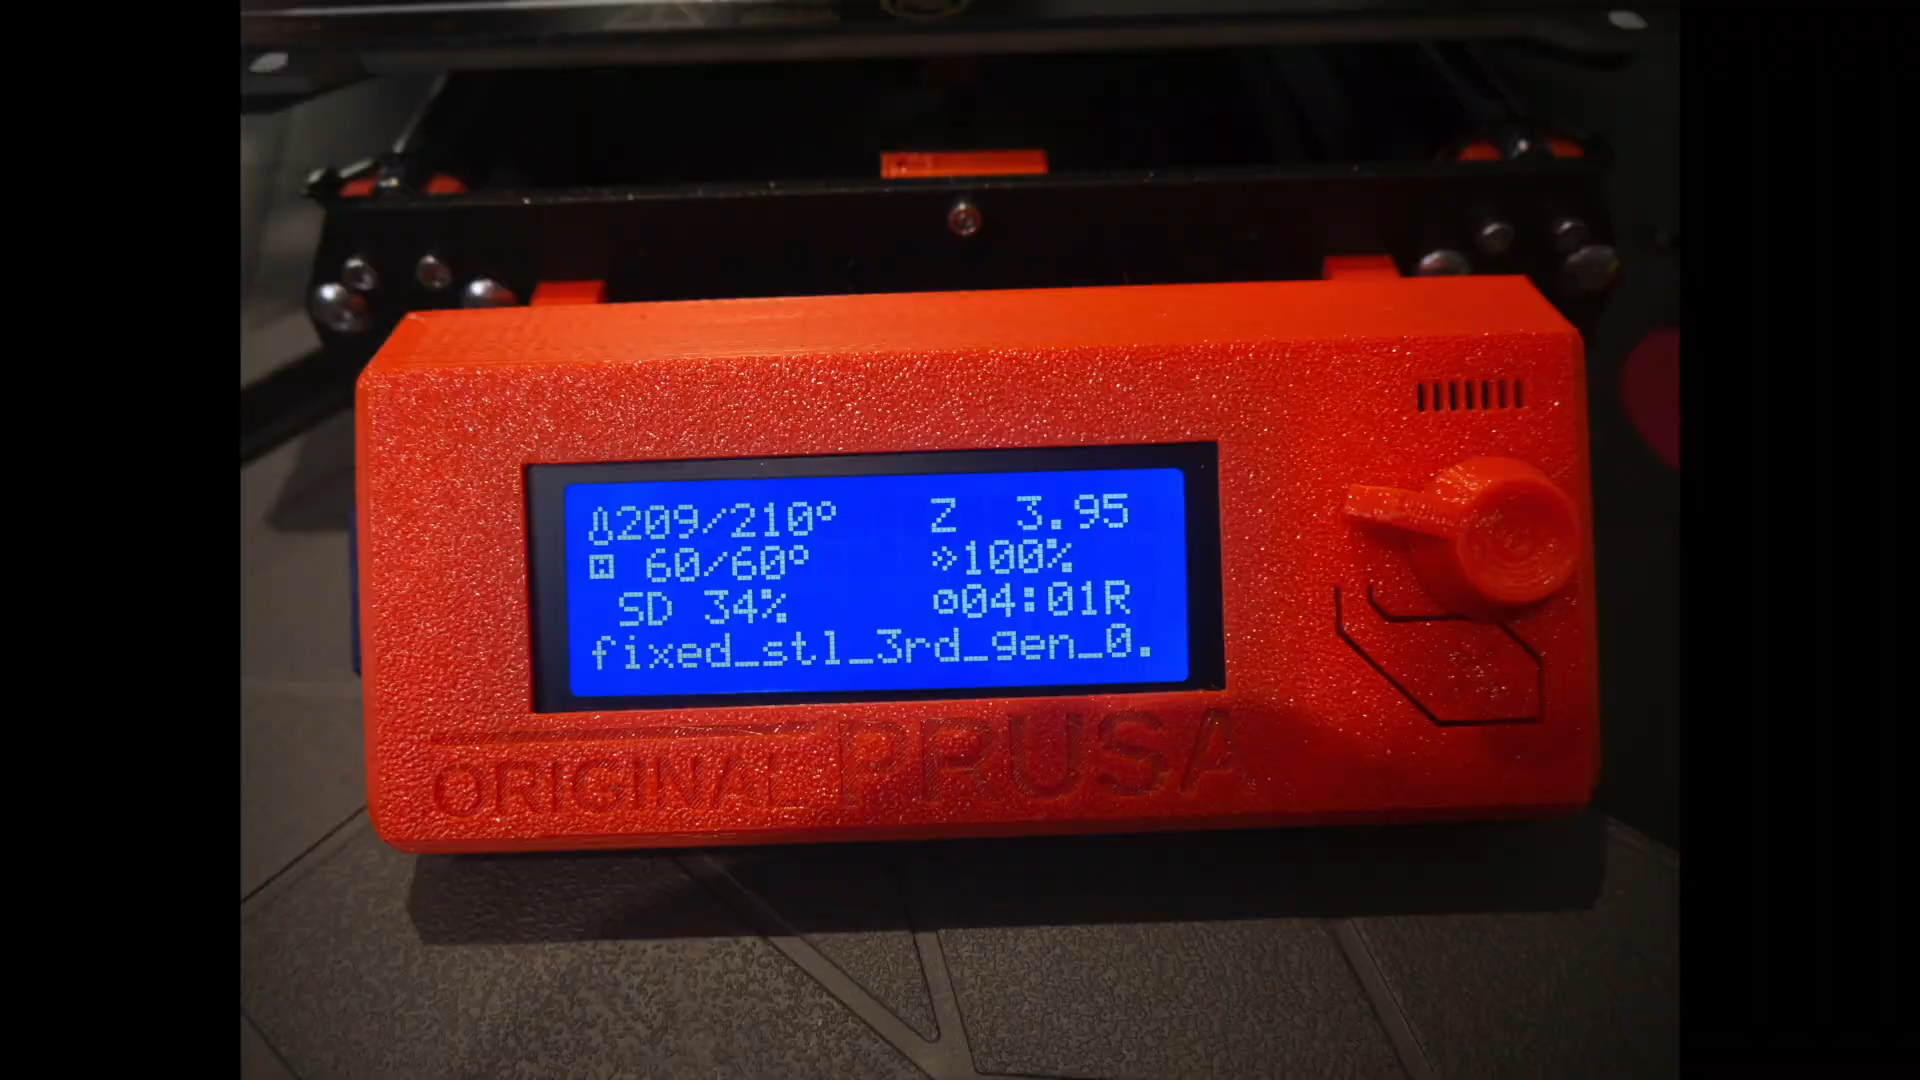 209/210° Z 3.95
60/60° 100%
SD 34% 04:01R
fixed_stl_3rd_gen_0.
ORIGINAL PRUSA